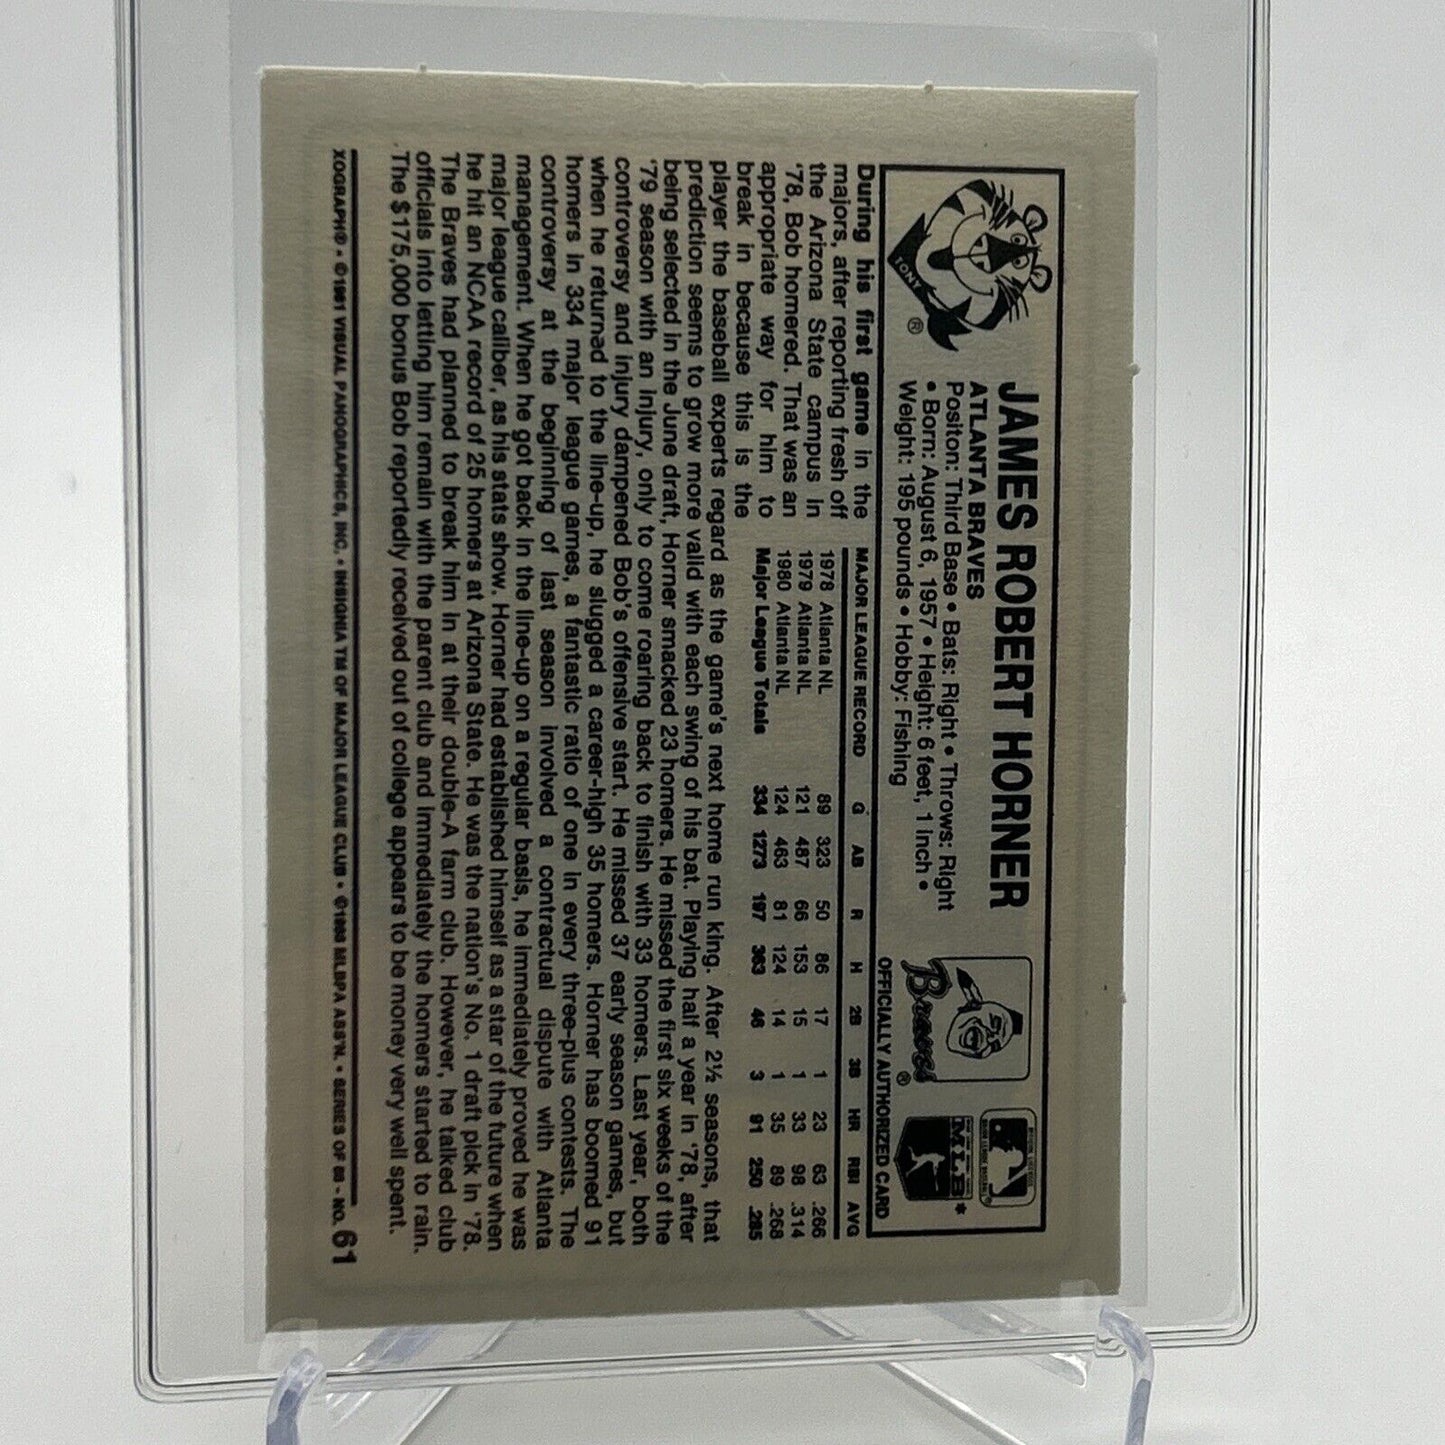 TONY
®
JAMES ROBERT HORNER
ATLANTA BRAVES
Position: Third Base • Bats: Right • Throws: Right
• Born: August 6, 1957 • Height: 6 feet, 1 inch •
Weight: 195 pounds • Hobby: Fishing
Braves
®
MLB*
OFFICIALLY AUTHORIZED CARD
During his first game in the
majors, after reporting fresh off
the Arizona State campus in
'78, Bob homered. That was an
appropriate way for him to
break in because this is the
MAJOR LEAGUE RECORD G AB R H 2B 3B HR RBI AVG
1978 Atlanta NL 89 323 50 86 17 1 23 63 .266
1979 Atlanta NL 121 487 66 153 15 1 33 98 .314
1980 Atlanta NL 124 463 81 124 14 1 35 89 .268
Major League Totals 334 1273 197 363 46 3 91 250 .285
player the baseball experts regard as the game's next home run king. After 2½ seasons, that
prediction seems to grow more valid with each swing of his bat. Playing half a year in '78, after
being selected in the June draft, Horner smacked 23 homers. He missed the first six weeks of the
'79 season with an injury, only to come roaring back to finish with 33 homers. Last year, both
controversy and injury dampened Bob's offensive start. He missed 37 early season games, but
when he returned to the line-up, he slugged a career-high 35 homers. Horner has boomed 91
homers in 334 major league games, a fantastic ratio of one in every three-plus contests. The
controversy at the beginning of last season involved a contractual dispute with Atlanta
management. When he got back in the line-up on a regular basis, he immediately proved he was
major league caliber, as his stats show. Horner had established himself as a star of the future when
he hit an NCAA record of 25 homers at Arizona State. He was the nation's No. 1 draft pick in '78.
The Braves had planned to break him in at their double-A farm club. However, he talked club
officials into letting him remain with the parent club and immediately the homers started to rain.
The $175,000 bonus Bob reportedly received out of college appears to be money very well spent.
XOGRAPH® • ©1981 VISUAL PANOGRAPHICS, INC. • INSIGNIA TM OF MAJOR LEAGUE CLUB • MLBPA ASS'N. • SERIES OF 66 - NO. 61